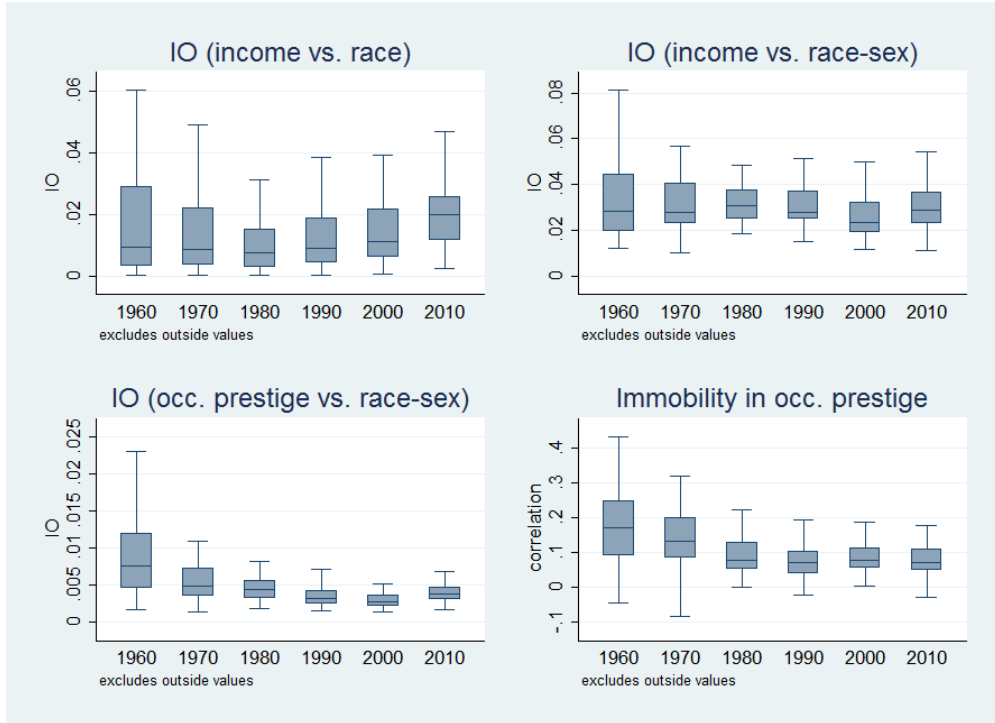 IO (income vs. race)
.06
.04
.02
0
IO
1960 1970 1980 1990 2000 2010
excludes outside values
IO (income vs. race-sex)
.08
.06
.04
.02
0
IO
1960 1970 1980 1990 2000 2010
excludes outside values
IO (occ. prestige vs. race-sex)
.025
.02
.015
.01
.005
0
IO
1960 1970 1980 1990 2000 2010
excludes outside values
Immobility in occ. prestige
.4
.3
.2
.1
0
-.1
correlation
1960 1970 1980 1990 2000 2010
excludes outside values